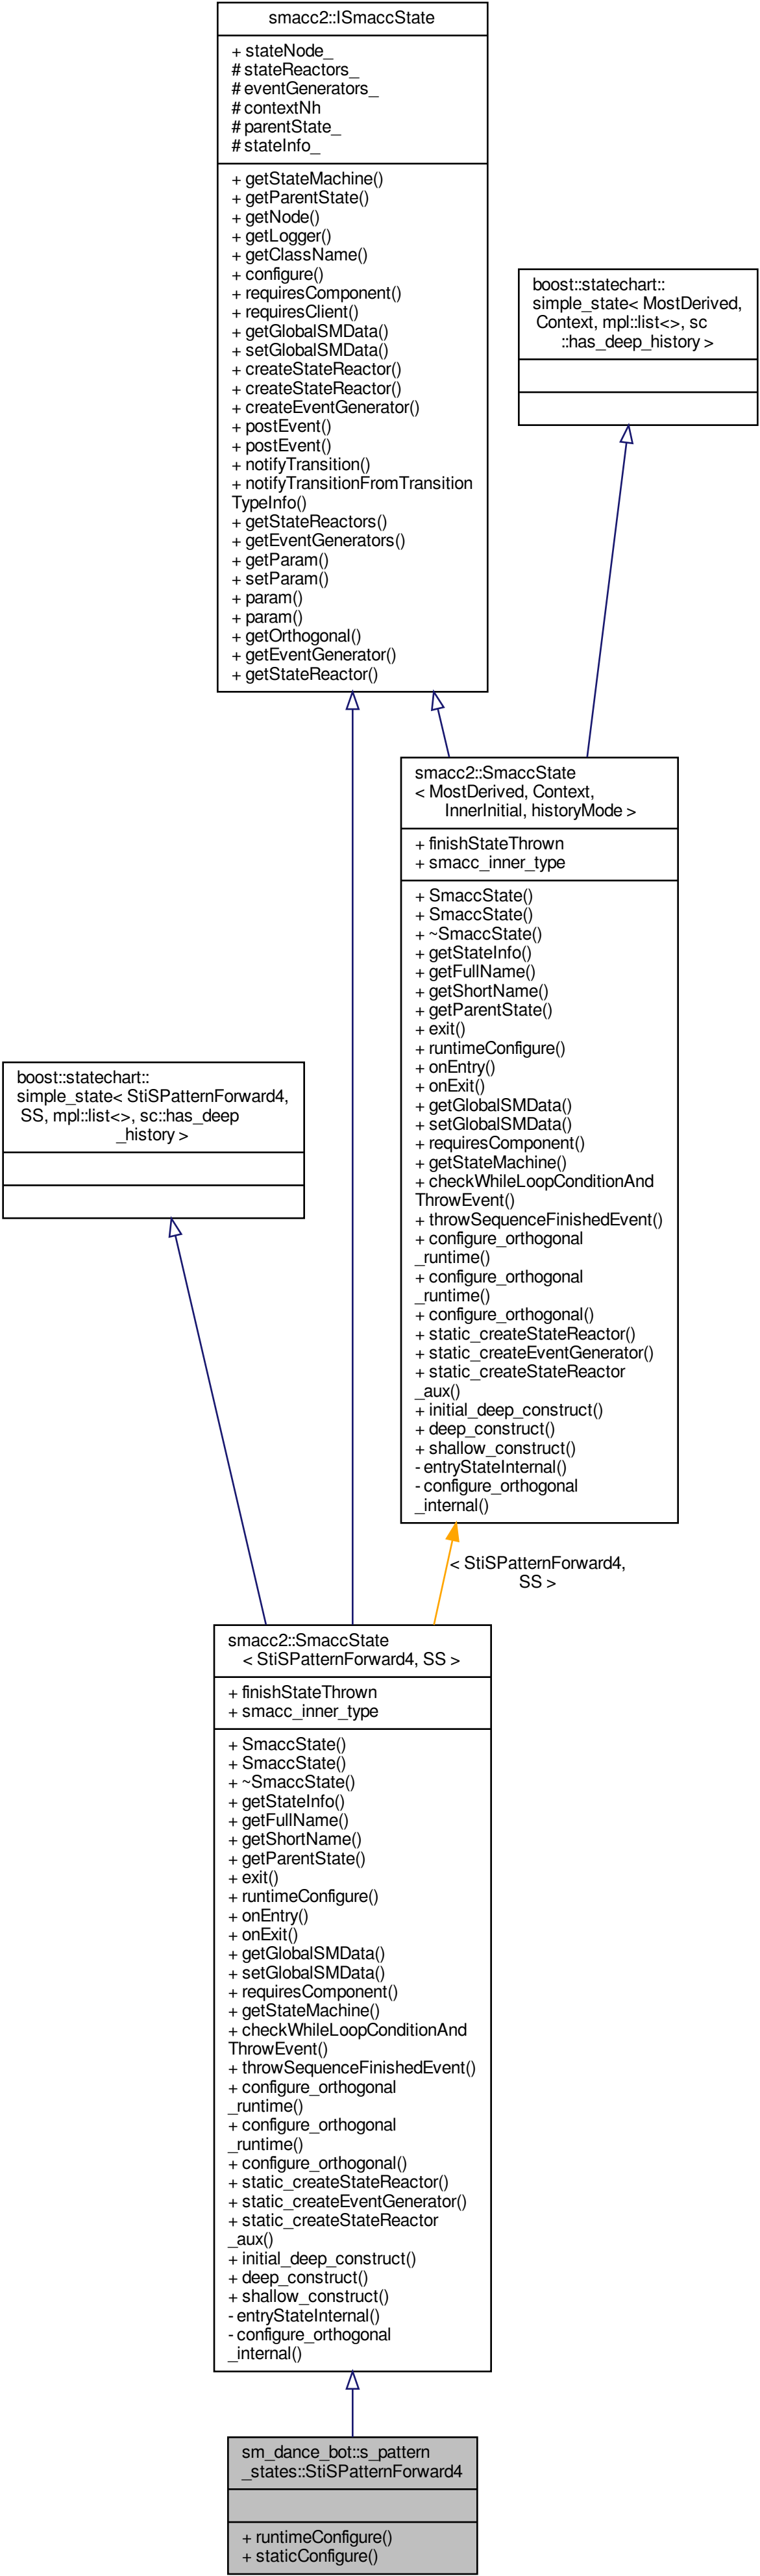 smacc2::ISmaccState
+ stateNode_
# stateReactors_
# eventGenerators_
# contextNh
# parentState_
# stateInfo_
+ getStateMachine()
+ getParentState()
+ getNode()
+ getLogger()
+ getClassName()
+ configure()
+ requiresComponent()
+ requiresClient()
+ getGlobalSMData()
+ setGlobalSMData()
+ createStateReactor()
+ createStateReactor()
+ createEventGenerator()
+ postEvent()
+ postEvent()
+ notifyTransition()
+ notifyTransitionFromTransition
TypeInfo()
+ getStateReactors()
+ getEventGenerators()
+ getParam()
+ setParam()
+ param()
+ param()
+ getOrthogonal()
+ getEventGenerator()
+ getStateReactor()
boost::statechart::
simple_state< MostDerived,
Context, mpl::list<>, sc
::has_deep_history >
smacc2::SmaccState
< MostDerived, Context,
InnerInitial, historyMode >
+ finishStateThrown
+ smacc_inner_type
+ SmaccState()
+ SmaccState()
+ ~SmaccState()
+ getStateInfo()
+ getFullName()
+ getShortName()
+ getParentState()
+ exit()
+ runtimeConfigure()
+ onEntry()
+ onExit()
+ getGlobalSMData()
+ setGlobalSMData()
+ requiresComponent()
+ getStateMachine()
+ checkWhileLoopConditionAnd
ThrowEvent()
+ throwSequenceFinishedEvent()
+ configure_orthogonal
_runtime()
+ configure_orthogonal
_runtime()
+ configure_orthogonal()
+ static_createStateReactor()
+ static_createEventGenerator()
+ static_createStateReactor
_aux()
+ initial_deep_construct()
+ deep_construct()
+ shallow_construct()
- entryStateInternal()
- configure_orthogonal
_internal()
boost::statechart::
simple_state< StiSPatternForward4,
SS, mpl::list<>, sc::has_deep
_history >
< StiSPatternForward4,
SS >
smacc2::SmaccState
< StiSPatternForward4, SS >
+ finishStateThrown
+ smacc_inner_type
+ SmaccState()
+ SmaccState()
+ ~SmaccState()
+ getStateInfo()
+ getFullName()
+ getShortName()
+ getParentState()
+ exit()
+ runtimeConfigure()
+ onEntry()
+ onExit()
+ getGlobalSMData()
+ setGlobalSMData()
+ requiresComponent()
+ getStateMachine()
+ checkWhileLoopConditionAnd
ThrowEvent()
+ throwSequenceFinishedEvent()
+ configure_orthogonal
_runtime()
+ configure_orthogonal
_runtime()
+ configure_orthogonal()
+ static_createStateReactor()
+ static_createEventGenerator()
+ static_createStateReactor
_aux()
+ initial_deep_construct()
+ deep_construct()
+ shallow_construct()
- entryStateInternal()
- configure_orthogonal
_internal()
sm_dance_bot::s_pattern
_states::StiSPatternForward4
+ runtimeConfigure()
+ staticConfigure()